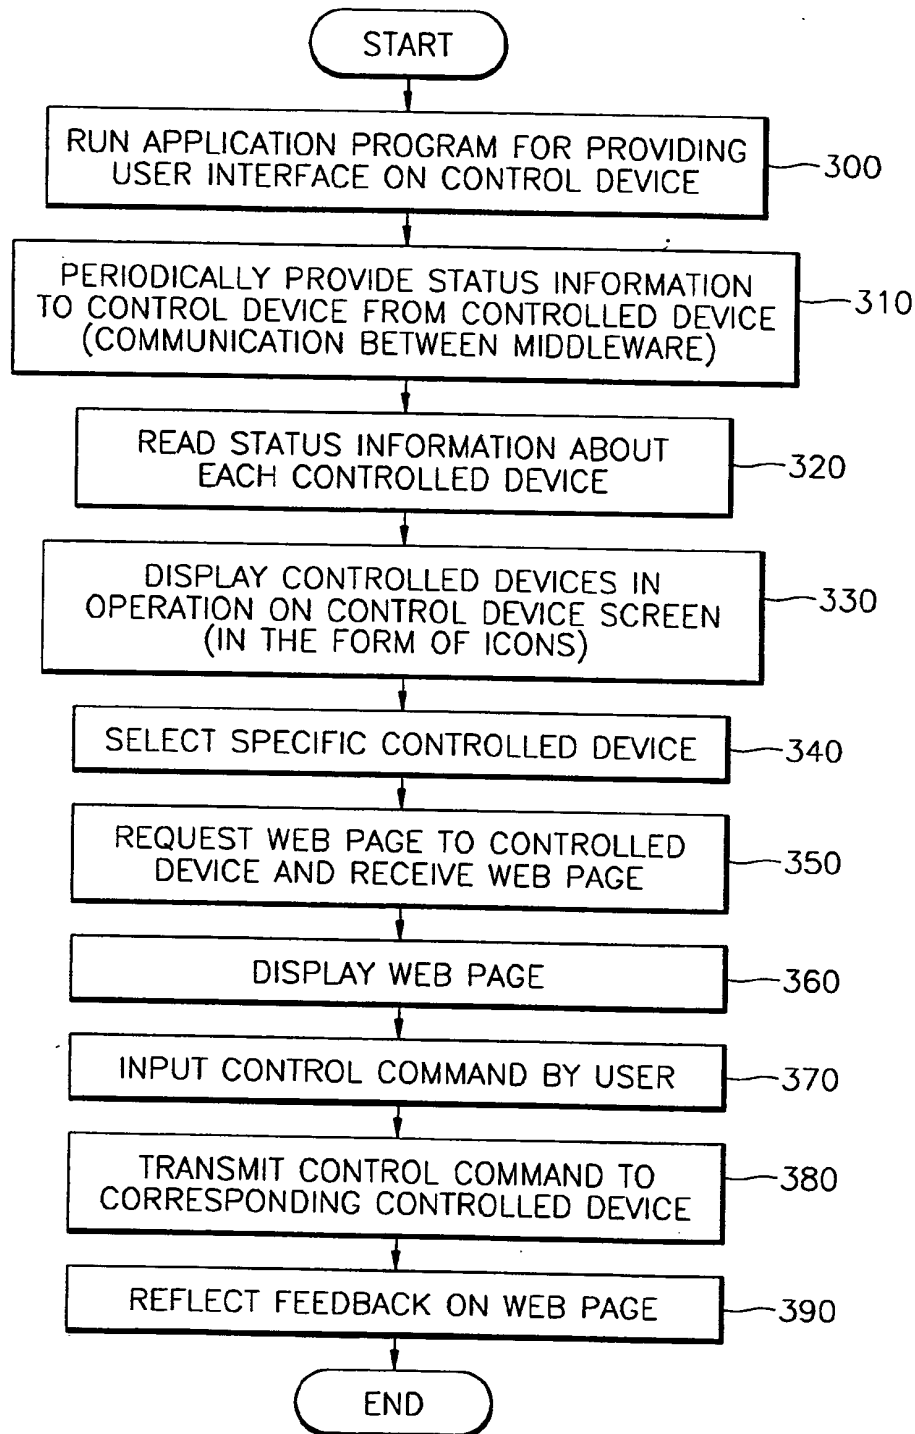 START
RUN APPLICATION PROGRAM FOR PROVIDING
USER INTERFACE ON CONTROL DEVICE
300
PERIODICALLY PROVIDE STATUS INFORMATION
TO CONTROL DEVICE FROM CONTROLLED DEVICE
(COMMUNICATION BETWEEN MIDDLEWARE)
310
READ STATUS INFORMATION ABOUT
EACH CONTROLLED DEVICE
320
DISPLAY CONTROLLED DEVICES IN
OPERATION ON CONTROL DEVICE SCREEN
(IN THE FORM OF ICONS)
330
SELECT SPECIFIC CONTROLLED DEVICE
340
REQUEST WEB PAGE TO CONTROLLED
DEVICE AND RECEIVE WEB PAGE
350
DISPLAY WEB PAGE
360
INPUT CONTROL COMMAND BY USER
370
TRANSMIT CONTROL COMMAND TO
CORRESPONDING CONTROLLED DEVICE
380
REFLECT FEEDBACK ON WEB PAGE
390
END